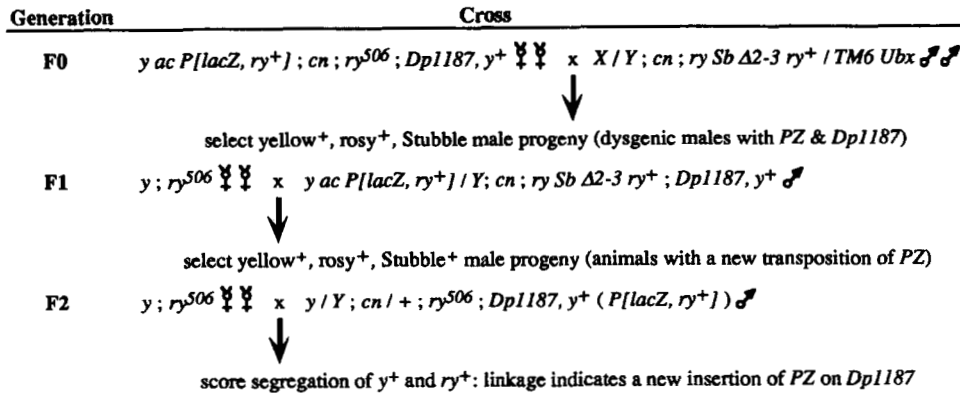 Generation Cross
F0 y ac P[lacZ, ry+] ; cn ; ry506 ; Dp1187, y+ ☿☿ x X / Y ; cn ; ry Sb Δ2-3 ry+ / TM6 Ubx ♂♂
select yellow+, rosy+, Stubble male progeny (dysgenic males with PZ & Dp1187)
F1 y ; ry506 ☿☿ x y ac P[lacZ, ry+] / Y; cn ; ry Sb Δ2-3 ry+ ; Dp1187, y+ ♂
select yellow+, rosy+, Stubble+ male progeny (animals with a new transposition of PZ)
F2 y ; ry506 ☿☿ x y / Y ; cn / + ; ry506 ; Dp1187, y+ ( P[lacZ, ry+] ) ♂
score segregation of y+ and ry+: linkage indicates a new insertion of PZ on Dp1187